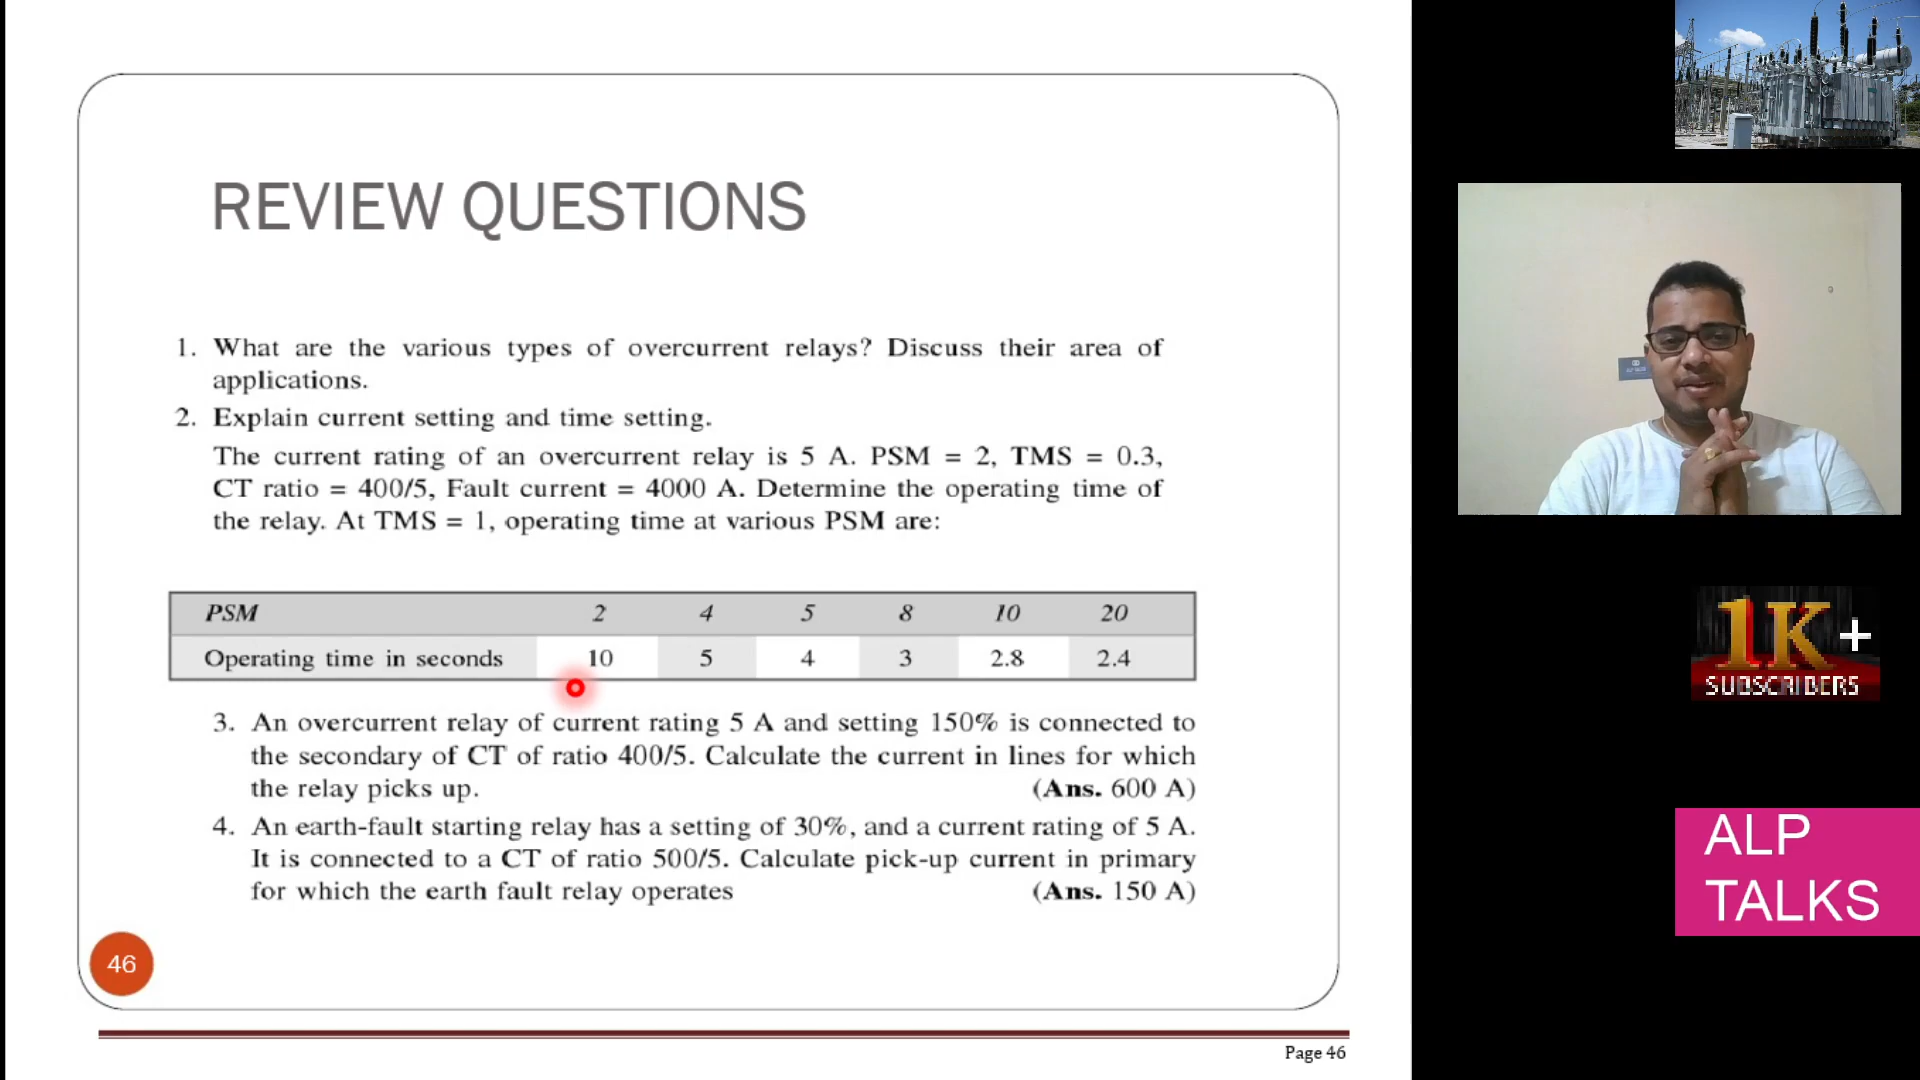 REVIEW QUESTIONS
1. What are the various types of overcurrent relays? Discuss their area of
applications.
2. Explain current setting and time setting.
The current rating of an overcurrent relay is 5 A. PSM = 2, TMS = 0.3,
CT ratio = 400/5, Fault current = 4000 A. Determine the operating time of
the relay. At TMS = 1, operating time at various PSM are:
PSM 2 4 5 8 10 20
Operating time in seconds 10 5 4 3 2.8 2.4
3. An overcurrent relay of current rating 5 A and setting 150% is connected to
the secondary of CT of ratio 400/5. Calculate the current in lines for which
the relay picks up. (Ans. 600 A)
4. An earth-fault starting relay has a setting of 30%, and a current rating of 5 A.
It is connected to a CT of ratio 500/5. Calculate pick-up current in primary
for which the earth fault relay operates (Ans. 150 A)
46
Page 46
1K+
SUBSCRIBERS
ALP
TALKS